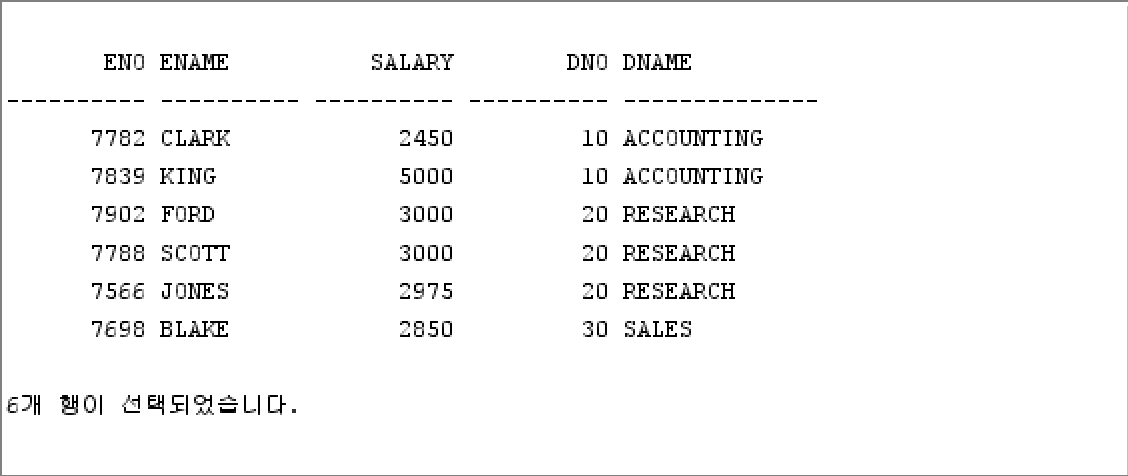 ENO ENAME SALARY DNO DNAME
---------- ---------- ---------- ---------- --------------
7782 CLARK 2450 10 ACCOUNTING
7839 KING 5000 10 ACCOUNTING
7902 FORD 3000 20 RESEARCH
7788 SCOTT 3000 20 RESEARCH
7566 JONES 2975 20 RESEARCH
7698 BLAKE 2850 30 SALES
6개 행이 선택되었습니다.